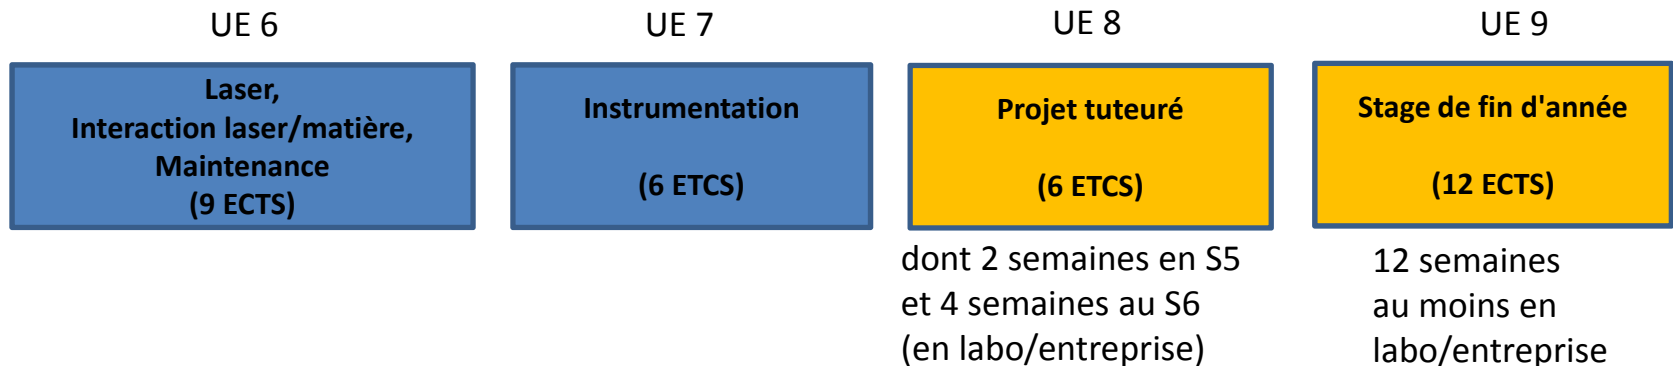 UE 6
Laser,
Interaction laser/matière,
Maintenance
(9 ECTS)
UE 7
Instrumentation
(6 ETCS)
UE 8
Projet tuteuré
(6 ETCS)
dont 2 semaines en S5
et 4 semaines au S6
(en labo/entreprise)
UE 9
Stage de fin d'année
(12 ECTS)
12 semaines
au moins en
labo/entreprise